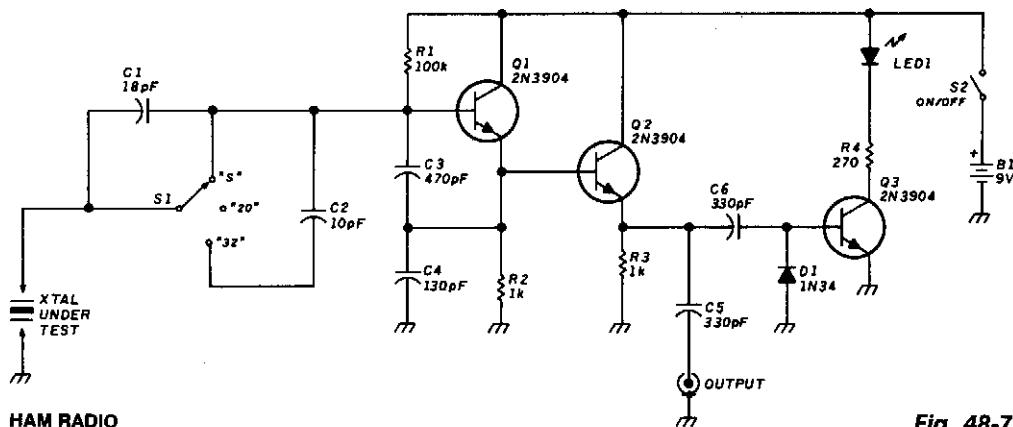 C1
18pF
S1
"S"
"20"
"32"
C2
10pF
XTAL
UNDER
TEST
R1
100k
C3
470pF
C4
130pF
Q1
2N3904
R2
1k
Q2
2N3904
R3
1k
C6
330pF
C5
330pF
OUTPUT
D1
1N34
LED1
R4
270
Q3
2N3904
S2
ON/OFF
+
B1
9V
HAM RADIO
Fig. 48-7